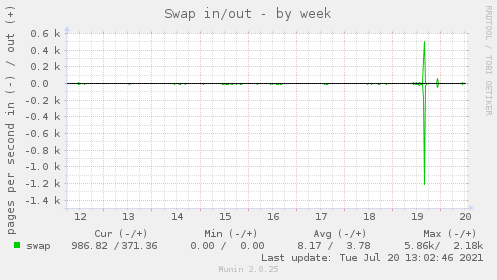 Swap in/out - by week
RRDTOOL / TOBI OETIKER
pages per second in (-) / out (+)
0.6 k
0.4 k
0.2 k
0.0
-0.2 k
-0.4 k
-0.6 k
-0.8 k
-1.0 k
-1.2 k
-1.4 k
12 13 14 15 16 17 18 19 20
Cur (-/+) Min (-/+) Avg (-/+) Max (-/+)
swap 986.82 /371.36 0.00 / 0.00 8.17 / 3.78 5.86k/ 2.18k
Last update: Tue Jul 20 13:02:46 2021
Munin 2.0.25